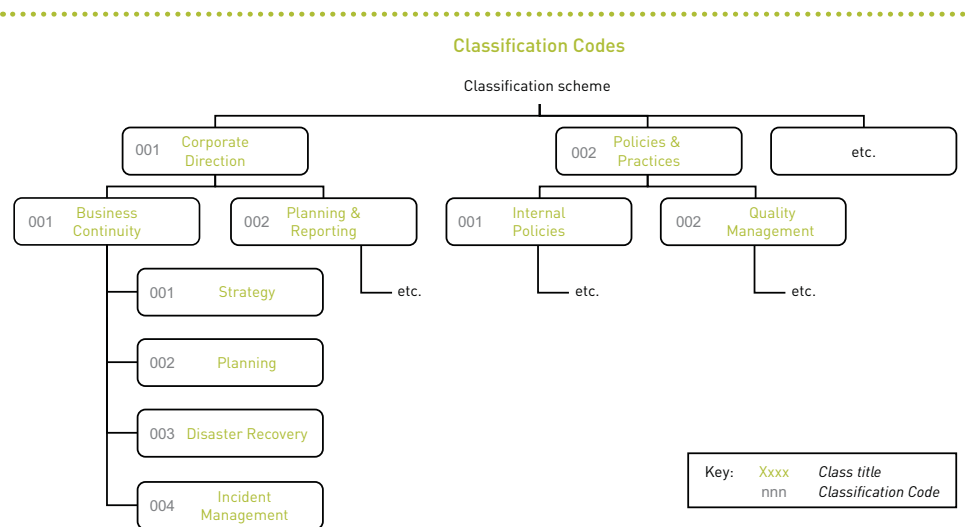 Classification Codes
Classification scheme
001 Corporate
Direction
002 Policies &
Practices
etc.
001 Business
Continuity
002 Planning &
Reporting
001 Internal
Policies
002 Quality
Management
001 Strategy
etc.
etc.
etc.
002 Planning
003 Disaster Recovery
004 Incident
Management
Key: Xxxx Class title
nnn Classification Code